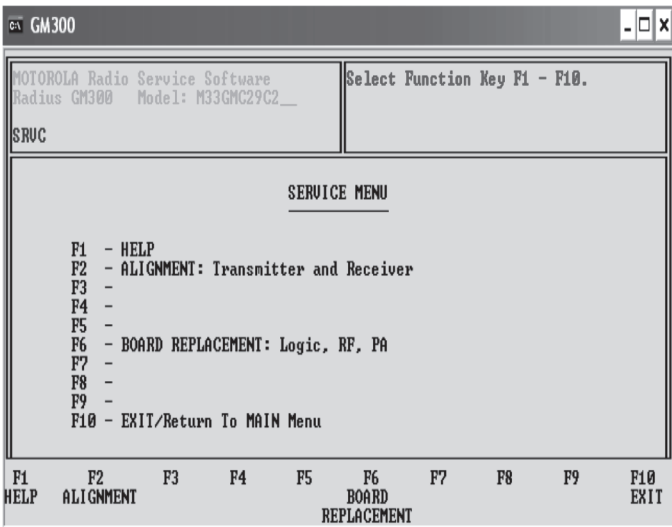 GM300
MOTOROLA Radio Service Software
Radius GM300 Model: M33GMC29C2__
SRVC
Select Function Key F1 - F10.
SERVICE MENU
F1 - HELP
F2 - ALIGNMENT: Transmitter and Receiver
F3 -
F4 -
F5 -
F6 - BOARD REPLACEMENT: Logic, RF, PA
F7 -
F8 -
F9 -
F10 - EXIT/Return To MAIN Menu
F1 F2 F3 F4 F5 F6 F7 F8 F9 F10
HELP ALIGNMENT BOARD EXIT
REPLACEMENT